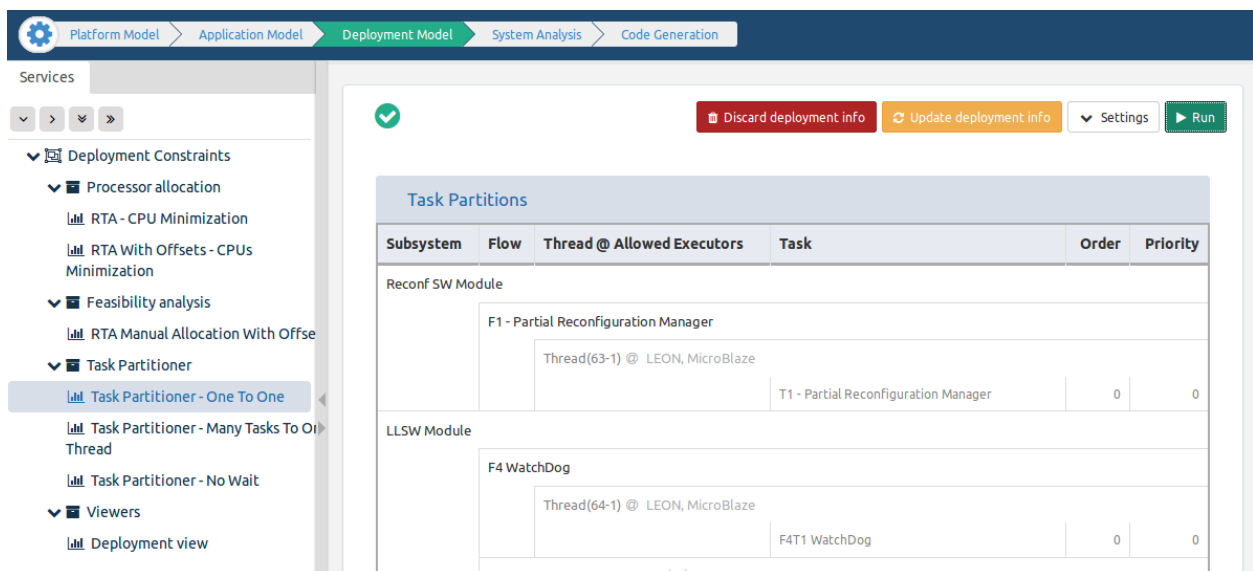 Platform Model
Application Model
Deployment Model
System Analysis
Code Generation
Services
Deployment Constraints
Processor allocation
RTA - CPU Minimization
RTA With Offsets - CPUs
Minimization
Feasibility analysis
RTA Manual Allocation With Offse
Task Partitioner
Task Partitioner - One To One
Task Partitioner - Many Tasks To On
Thread
Task Partitioner - No Wait
Viewers
Deployment view
Discard deployment info
Update deployment info
Settings
Run
Task Partitions
Subsystem Flow Thread @ Allowed Executors Task Order Priority
Reconf SW Module
F1 - Partial Reconfiguration Manager
Thread(63-1) @ LEON, MicroBlaze
T1 - Partial Reconfiguration Manager 0 0
LLSW Module
F4 WatchDog
Thread(64-1) @ LEON, MicroBlaze
F4T1 WatchDog 0 0